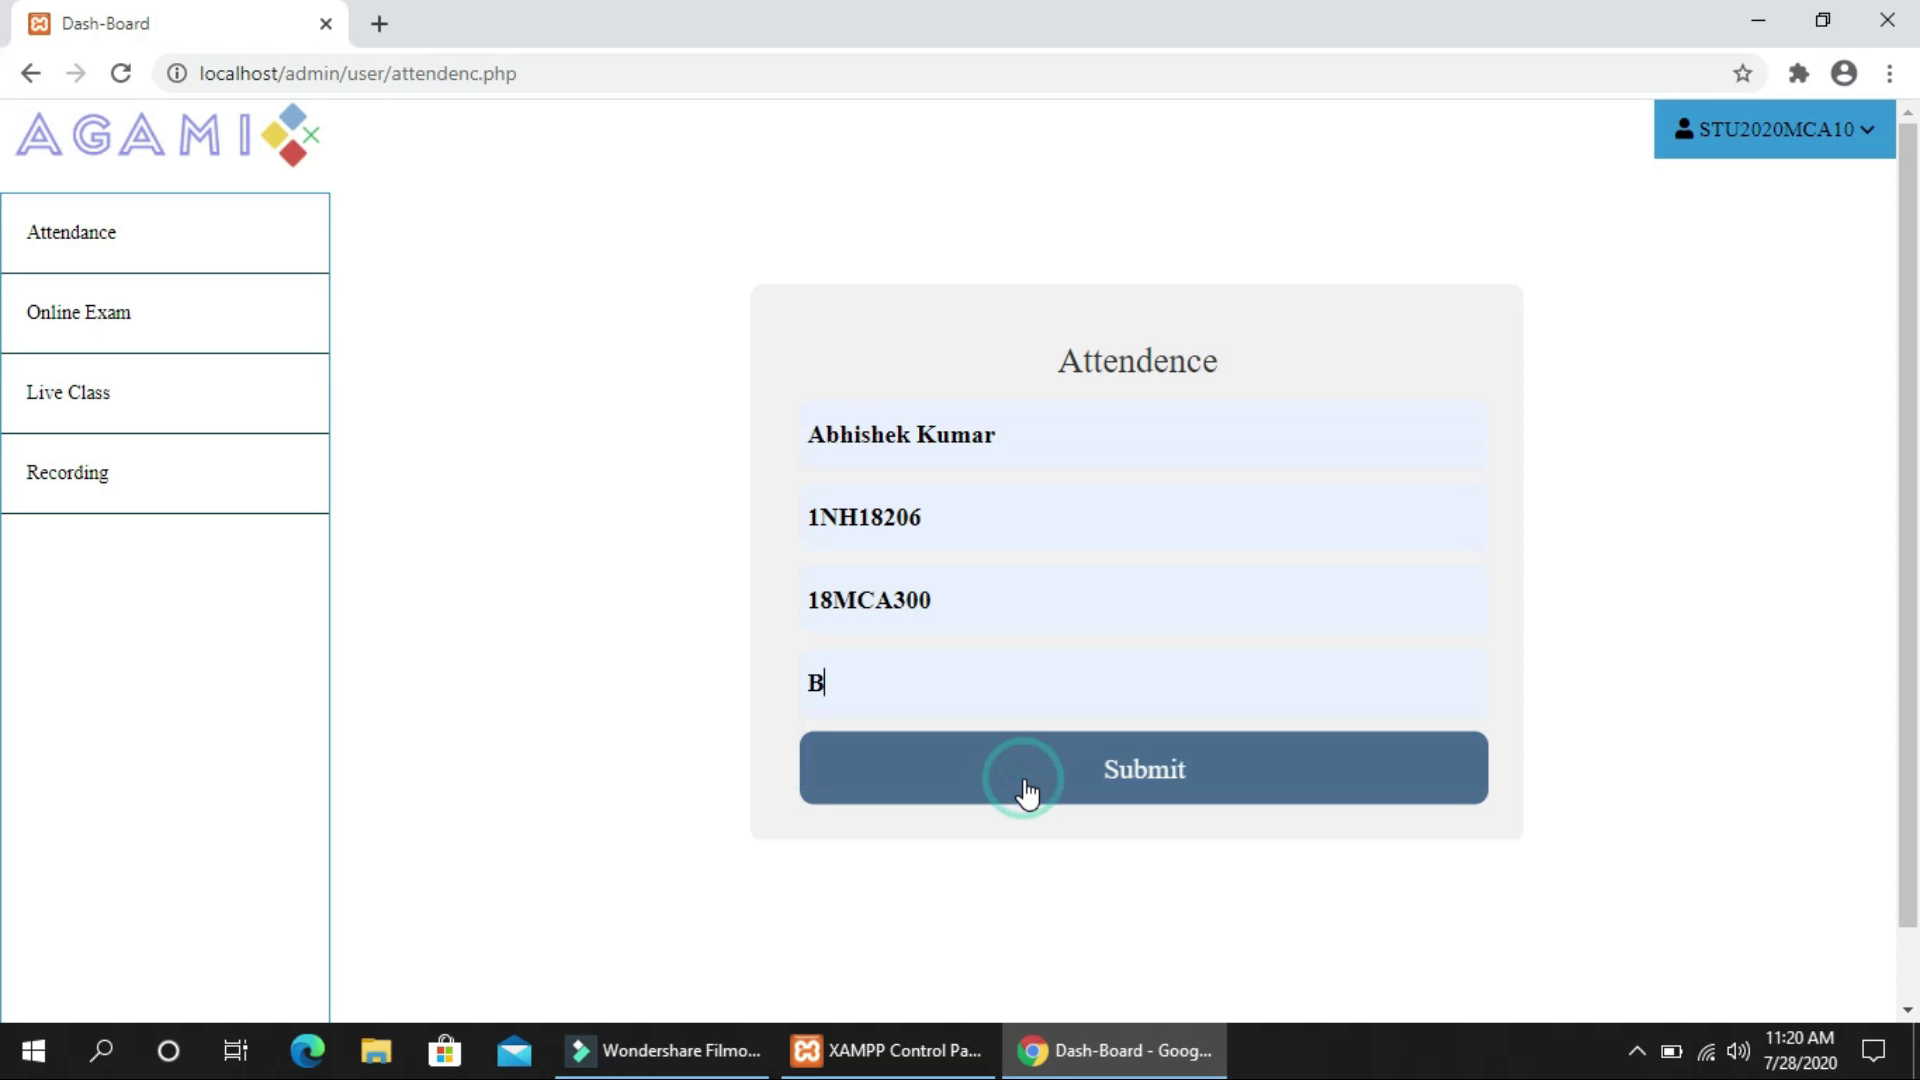 Dash-Board
localhost/admin/user/attendenc.php
AGAMI
STU2020MCA10
Attendance
Online Exam
Live Class
Recording
Attendence
Abhishek Kumar
1NH18206
18MCA300
B
Submit
Wondershare Filmo...
XAMPP Control Pa...
Dash-Board - Goog...
11:20 AM
7/28/2020